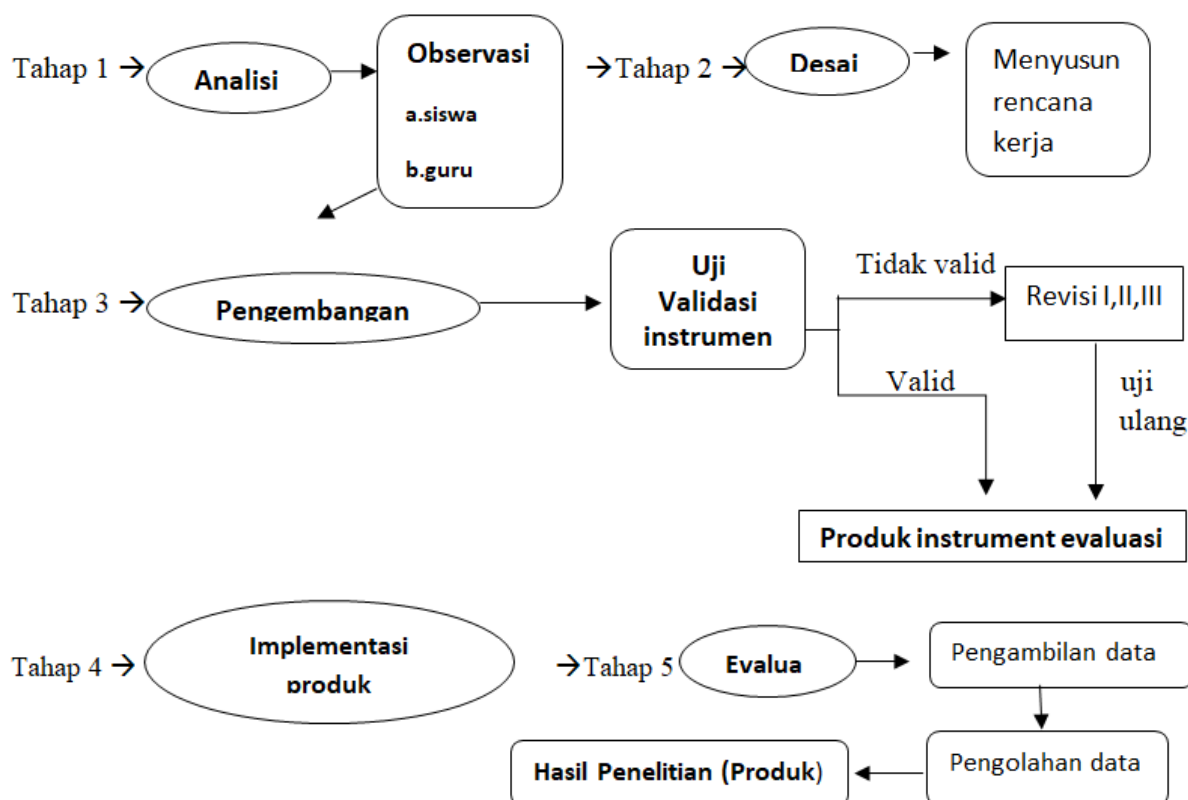 Tahap 1 →
Analisi
Observasi
a.siswa
b.guru
→Tahap 2 →
Desai
Menyusun
rencana
kerja
Tahap 3 →
Pengembangan
Uji
Validasi
instrumen
Tidak valid
Revisi I,II,III
Valid
uji
ulang
Produk instrument evaluasi
Tahap 4 →
Implementasi
produk
→Tahap 5
Evalua
Pengambilan data
Pengolahan data
Hasil Penelitian (Produk)